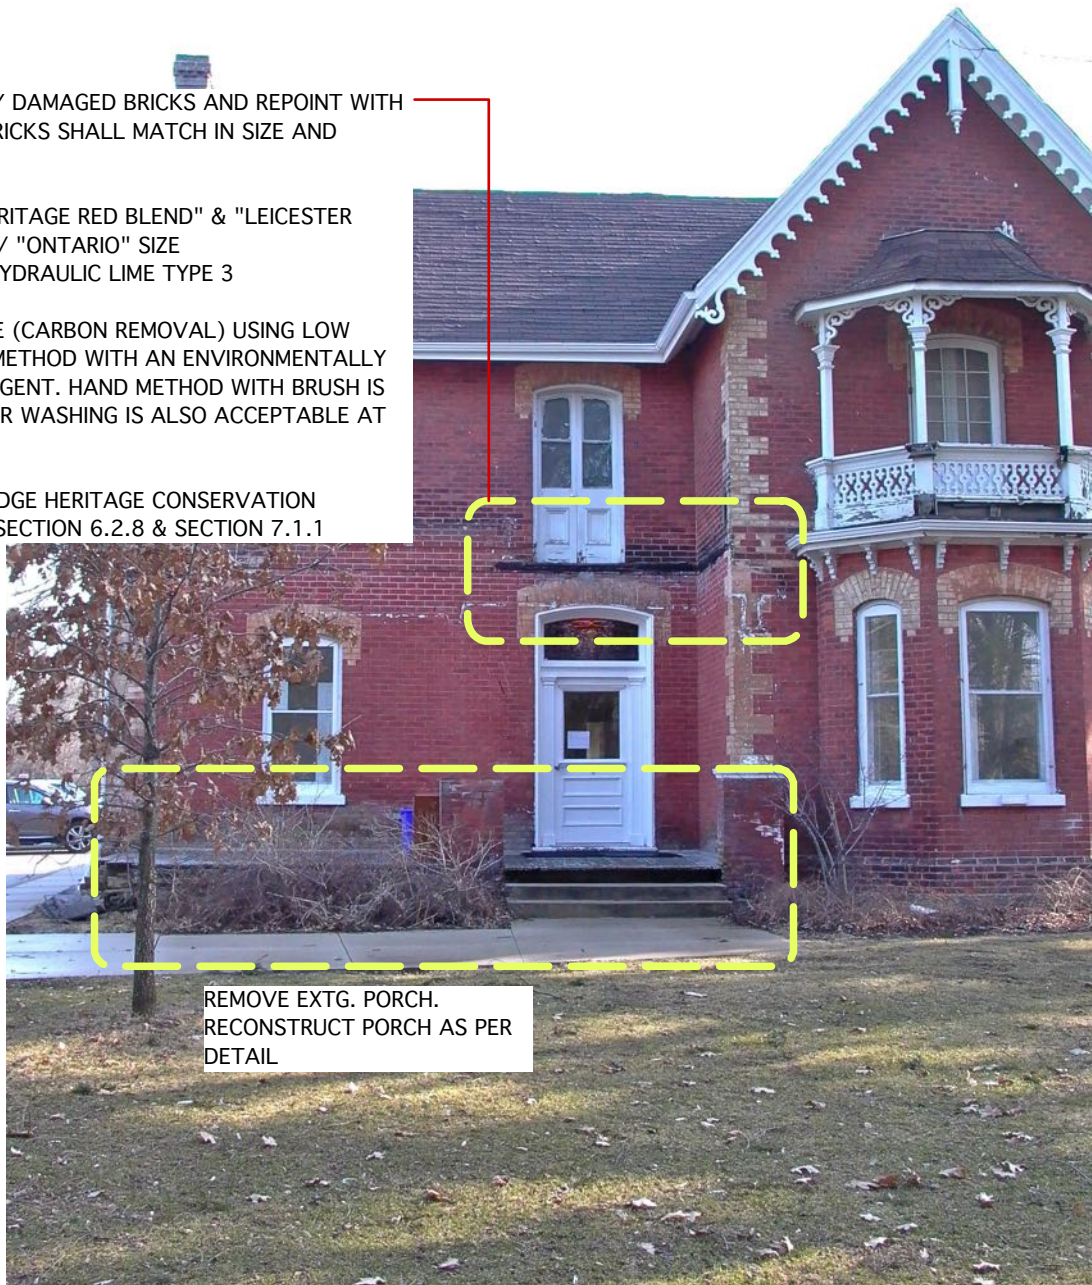 DAMAGED BRICKS AND REPOINT WITH
BRICKS SHALL MATCH IN SIZE AND
RITAGE RED BLEND" & "LEICESTER
/ "ONTARIO" SIZE
YDRAULIC LIME TYPE 3
E (CARBON REMOVAL) USING LOW
METHOD WITH AN ENVIRONMENTALLY
GENT. HAND METHOD WITH BRUSH IS
R WASHING IS ALSO ACCEPTABLE AT
DGE HERITAGE CONSERVATION
SECTION 6.2.8 & SECTION 7.1.1
REMOVE EXTG. PORCH.
RECONSTRUCT PORCH AS PER
DETAIL